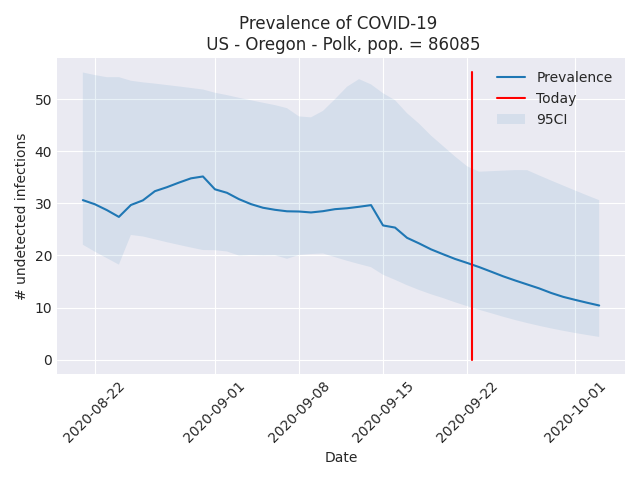 Prevalence of COVID-19
US - Oregon - Polk, pop. = 86085
Prevalence
Today
95CI
# undetected infections
50
40
30
20
10
0
2020-08-22
2020-09-01
2020-09-08
2020-09-15
2020-09-22
2020-10-01
Date